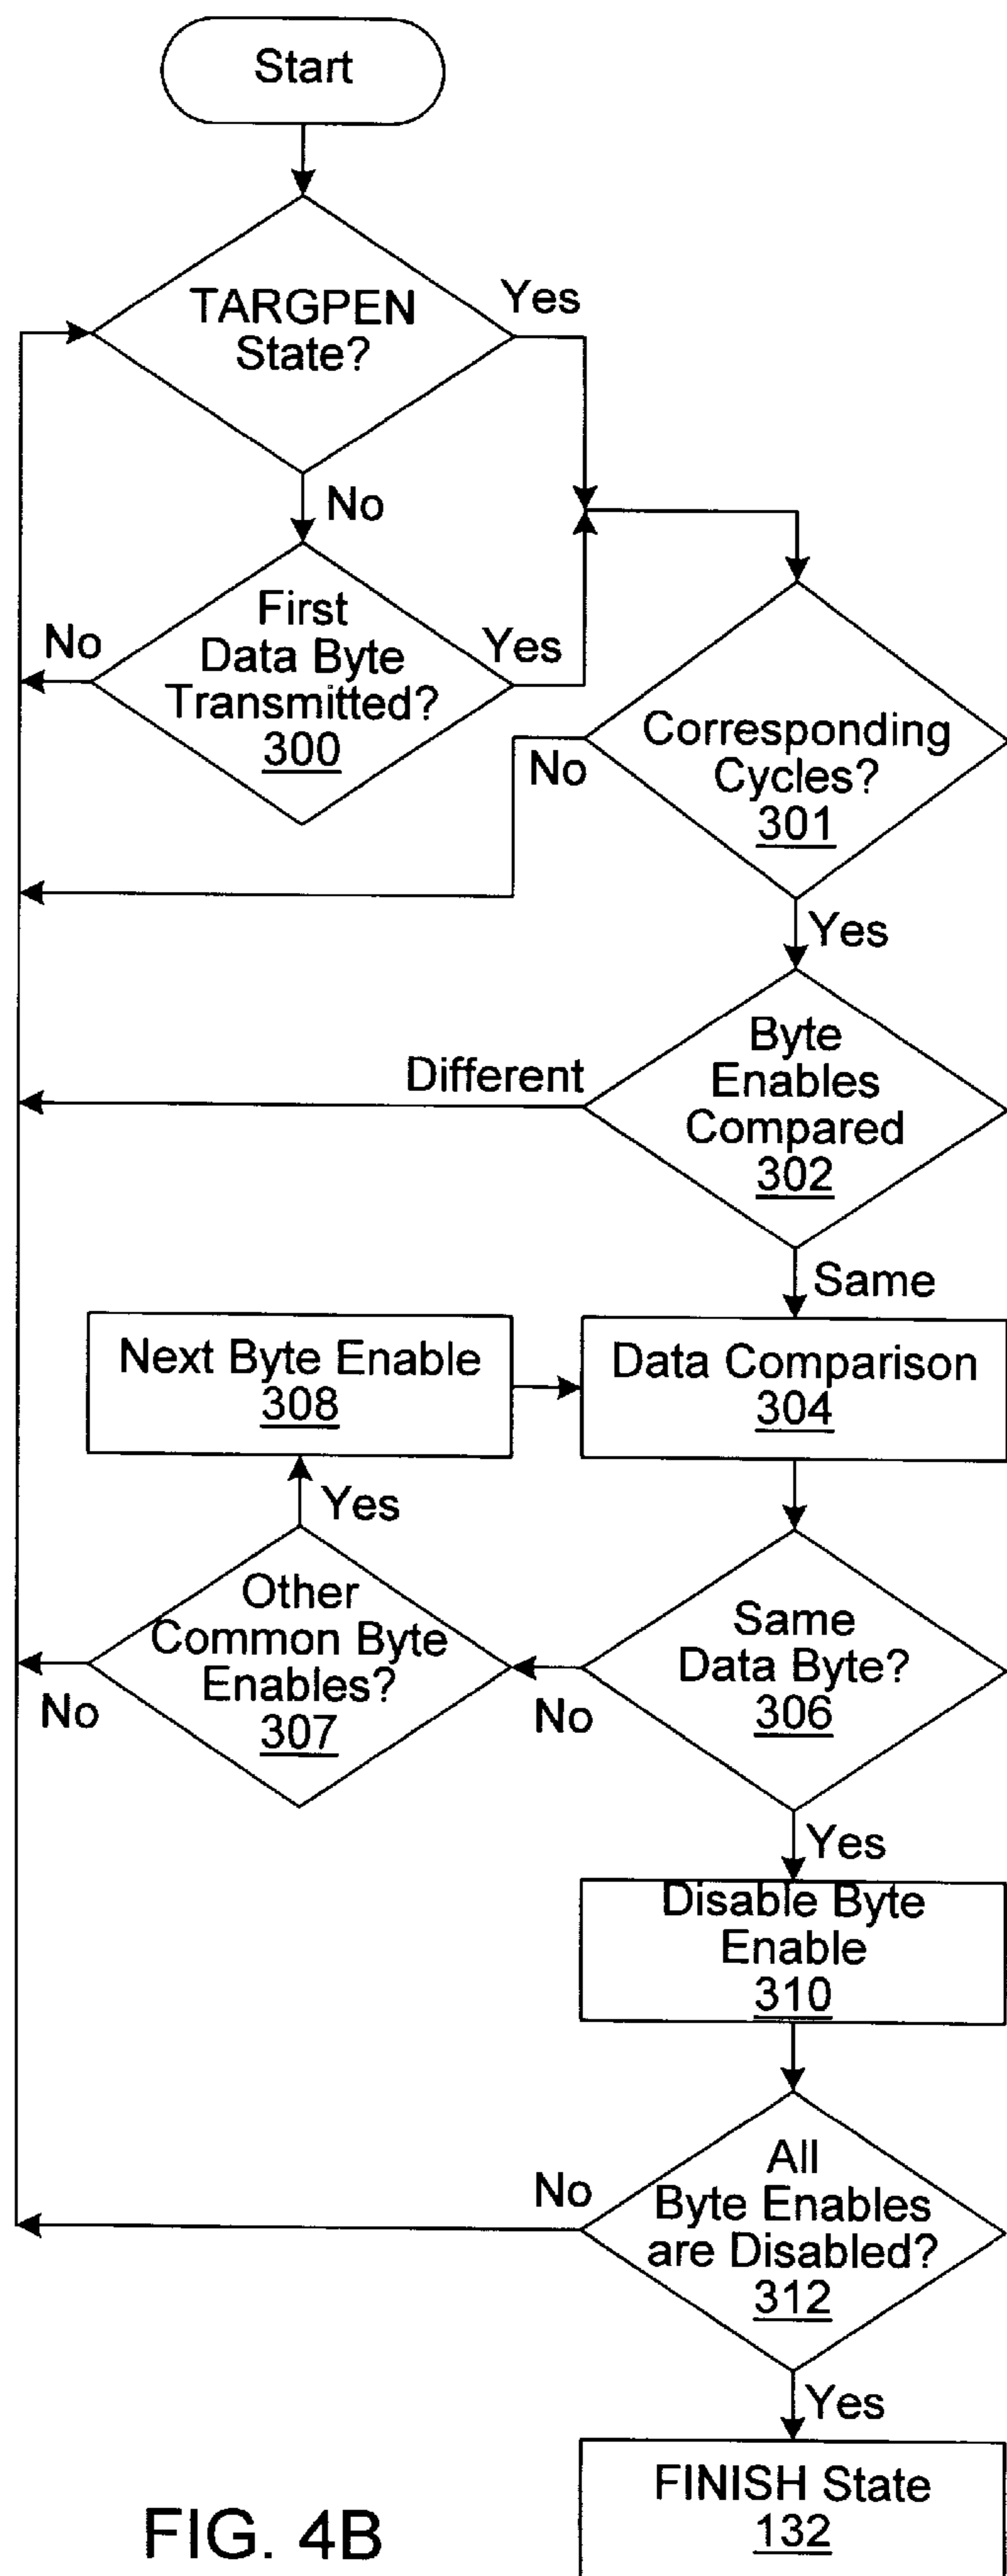 Start
TARGPEN
State?
Yes
No
First
Data Byte
Transmitted?
300
No
Yes
Corresponding
Cycles?
301
No
Yes
Byte
Enables
Compared
302
Different
Same
Next Byte Enable
308
Data Comparison
304
Yes
Other
Common Byte
Enables?
307
No
Same
Data Byte?
306
No
Yes
Disable Byte
Enable
310
All
Byte Enables
are Disabled?
312
No
Yes
FINISH State
132
FIG. 4B